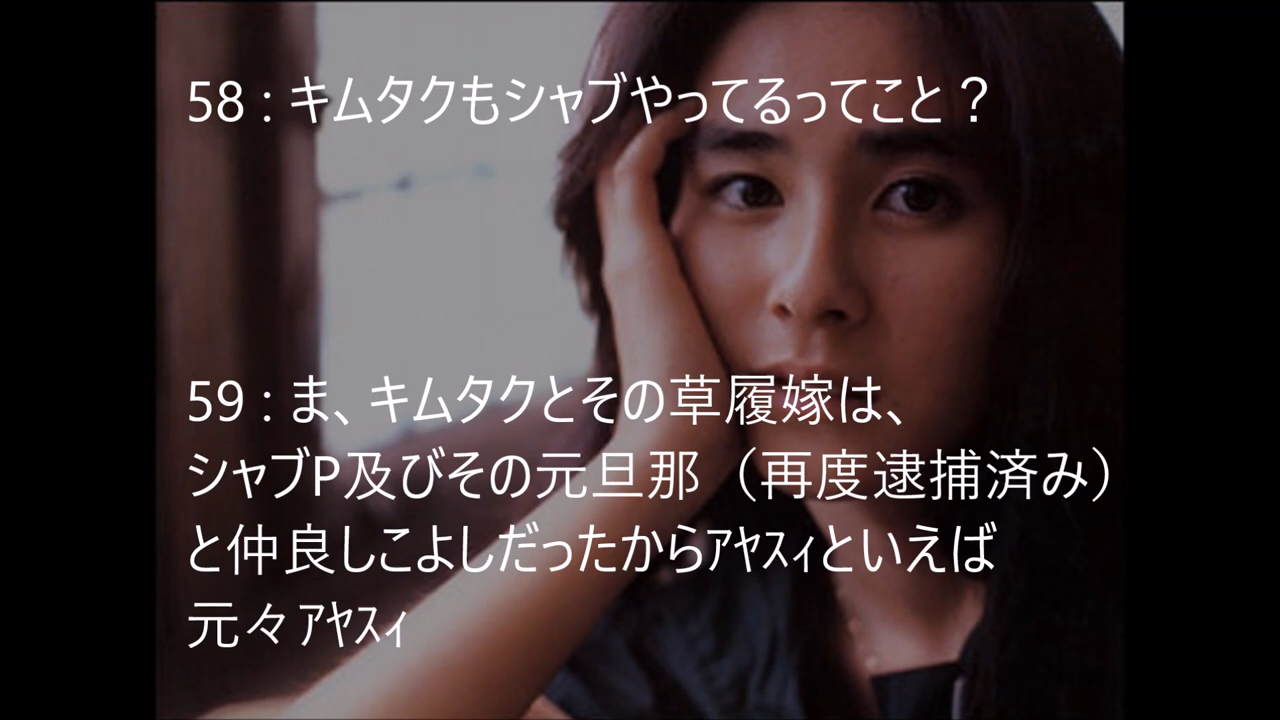 58 : キムタクもシャブやってるってこと？
59 : ま、キムタクとその草履嫁は、
シャブP及びその元旦那（再度逮捕済み）
と仲良しこよしだったからｱﾔｽｨといえば
元々ｱﾔｽｨ